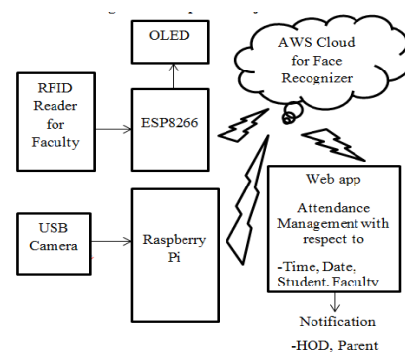 OLED
AWS Cloud
for Face
Recognizer
RFID
Reader
for
Faculty
ESP8266
USB
Camera
Raspberry
Pi
Web app
Attendance
Management with
respect to
-Time, Date,
Student, Faculty
Notification
-HOD, Parent